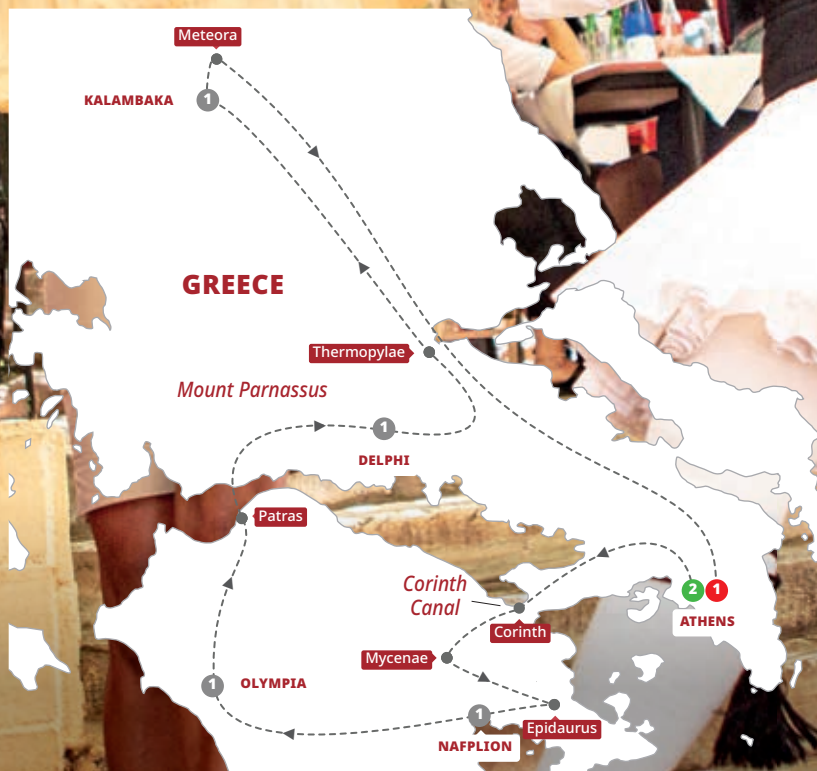 Meteora
KALAMBAKA
1
GREECE
Thermopylae
Mount Parnassus
1
DELPHI
Patras
Corinth
Canal
2
1
ATHENS
Corinth
Mycenae
1
OLYMPIA
1
NAFPLION
Epidaurus